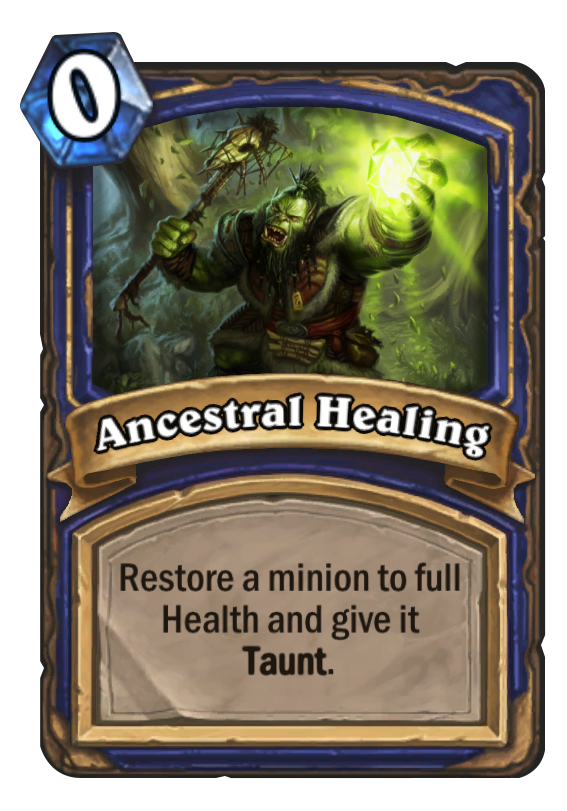 0
Ancestral Healing
Restore a minion to full
Health and give it
Taunt.